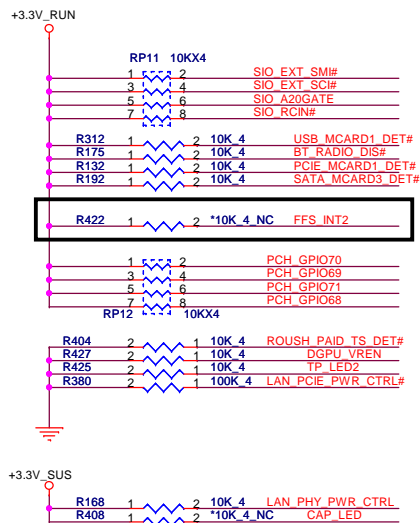 +3.3V_RUN
RP11 10KX4
1 2 SIO_EXT_SMI#
3 4 SIO_EXT_SCI#
5 6 SIO_A20GATE
7 8 SIO_RCIN#
R312 1 2 10K_4 USB_MCARD1_DET#
R175 1 2 10K_4 BT_RADIO_DIS#
R132 1 2 10K_4 PCIE_MCARD1_DET#
R192 1 2 10K_4 SATA_MCARD3_DET#
R422 1 2 *10K_4_NC FFS_INT2
1 2 PCH_GPIO70
3 4 PCH_GPIO69
5 6 PCH_GPIO71
7 8 PCH_GPIO68
RP12 10KX4
R404 2 1 10K_4 ROUSH_PAID_TS_DET#
R427 2 1 10K_4 DGPU_VREN
R425 2 1 10K_4 TP_LED2
R380 2 1 100K_4 LAN_PCIE_PWR_CTRL#
+3.3V_SUS
R168 1 2 10K_4 LAN_PHY_PWR_CTRL
R408 1 2 *10K_4_NC CAP_LED